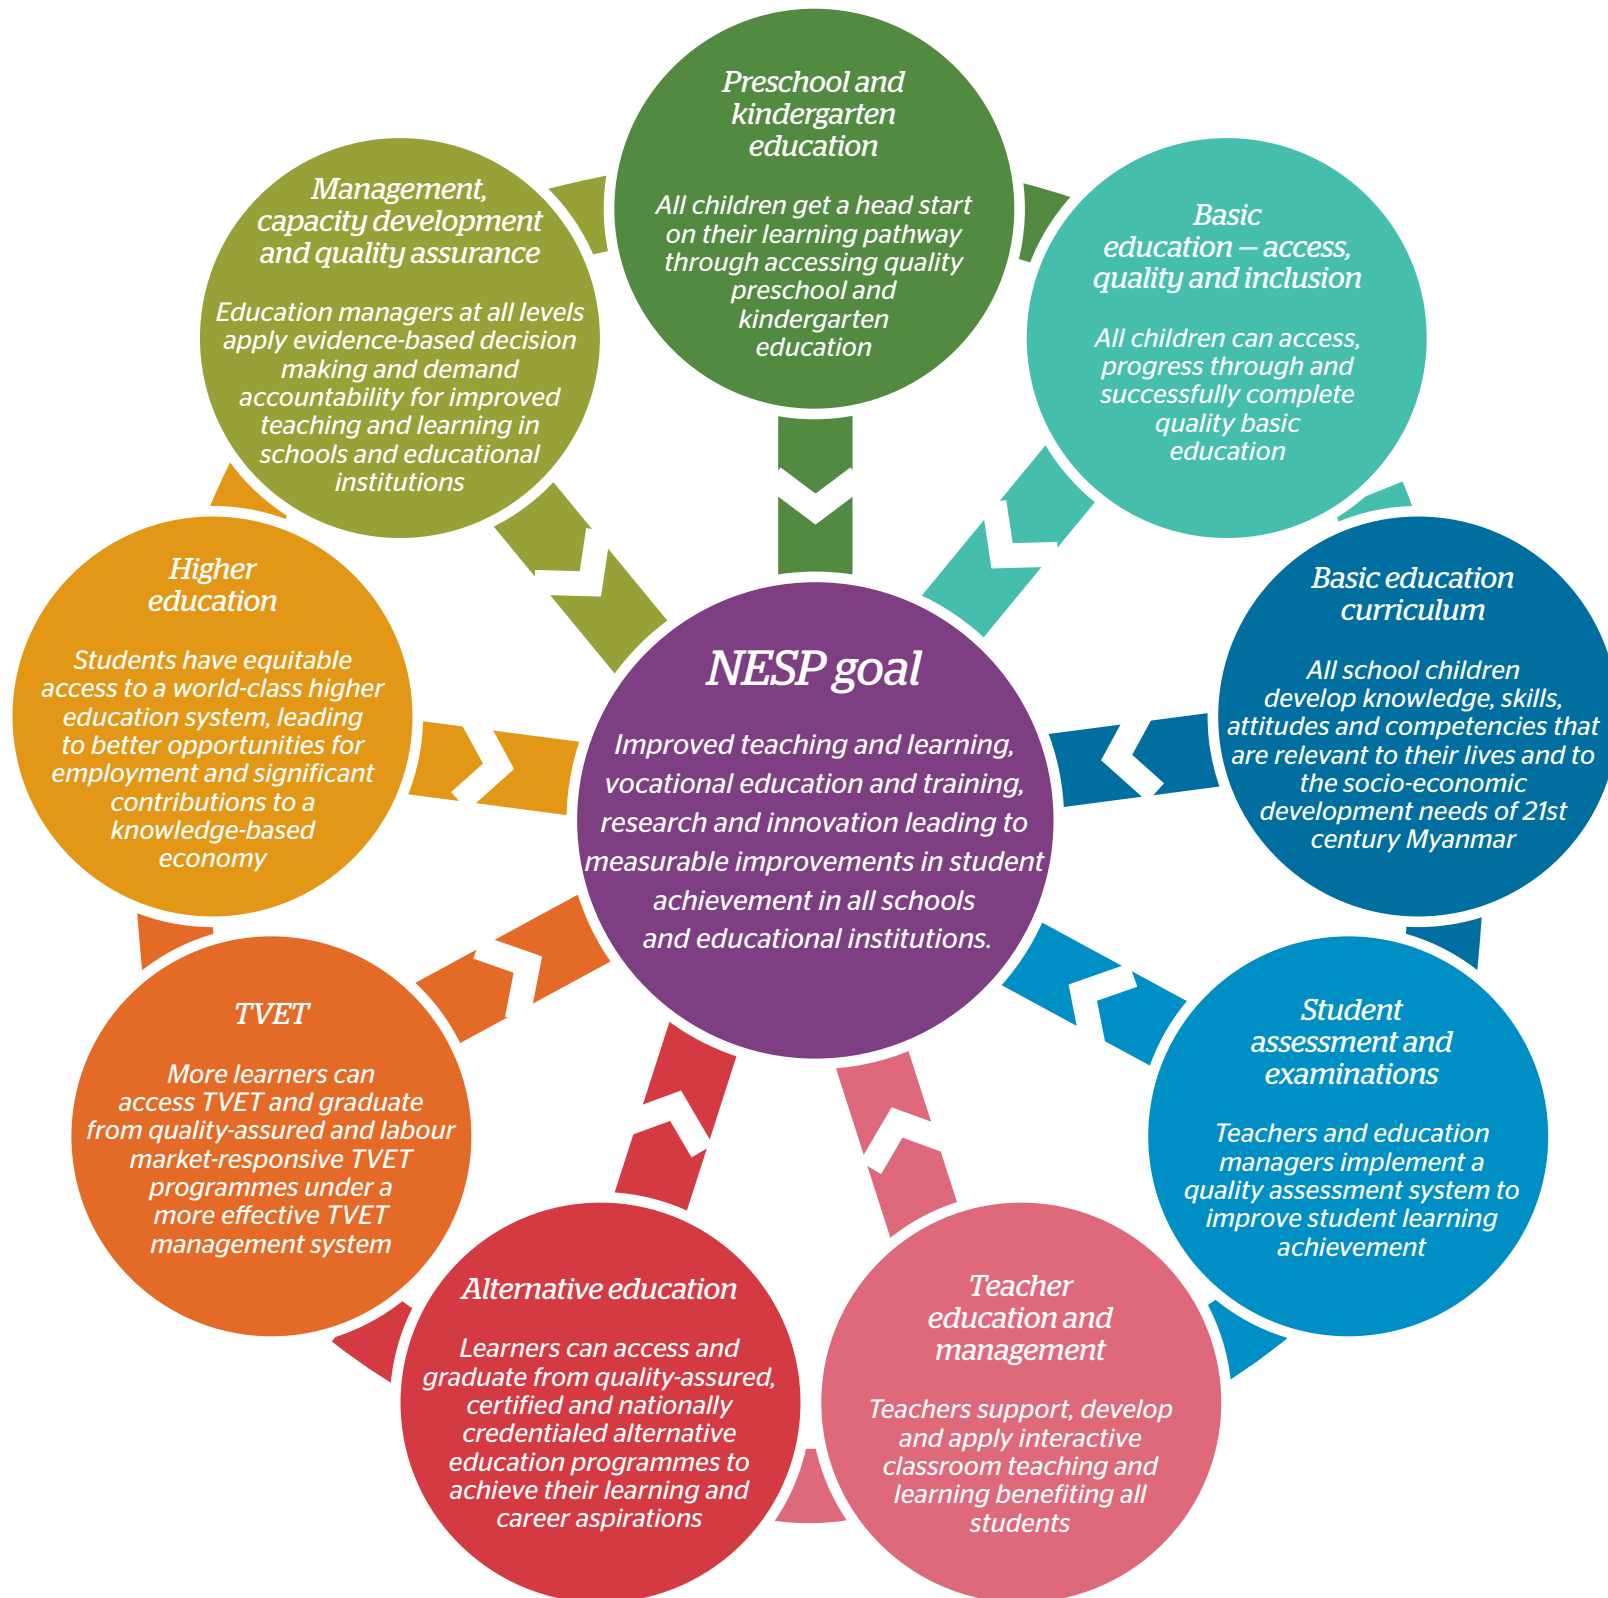 Preschool and
kindergarten
education
All children get a head start
on their learning pathway
through accessing quality
preschool and
kindergarten
education
Basic
education – access,
quality and inclusion
All children can access,
progress through and
successfully complete
quality basic
education
Basic education
curriculum
All school children
develop knowledge, skills,
attitudes and competencies that
are relevant to their lives and to
the socio-economic
development needs of 21st
century Myanmar
Student
assessment and
examinations
Teachers and education
managers implement a
quality assessment system to
improve student learning
achievement
Teacher
education and
management
Teachers support, develop
and apply interactive
classroom teaching and
learning benefiting all
students
Alternative education
Learners can access and
graduate from quality-assured,
certified and nationally
credentialed alternative
education programmes to
achieve their learning and
career aspirations
TVET
More learners can
access TVET and graduate
from quality-assured and labour
market-responsive TVET
programmes under a
more effective TVET
management system
Higher
education
Students have equitable
access to a world-class higher
education system, leading
to better opportunities for
employment and significant
contributions to a
knowledge-based
economy
Management,
capacity development
and quality assurance
Education managers at all levels
apply evidence-based decision
making and demand
accountability for improved
teaching and learning in
schools and educational
institutions
NESP goal
Improved teaching and learning,
vocational education and training,
research and innovation leading to
measurable improvements in student
achievement in all schools
and educational institutions.